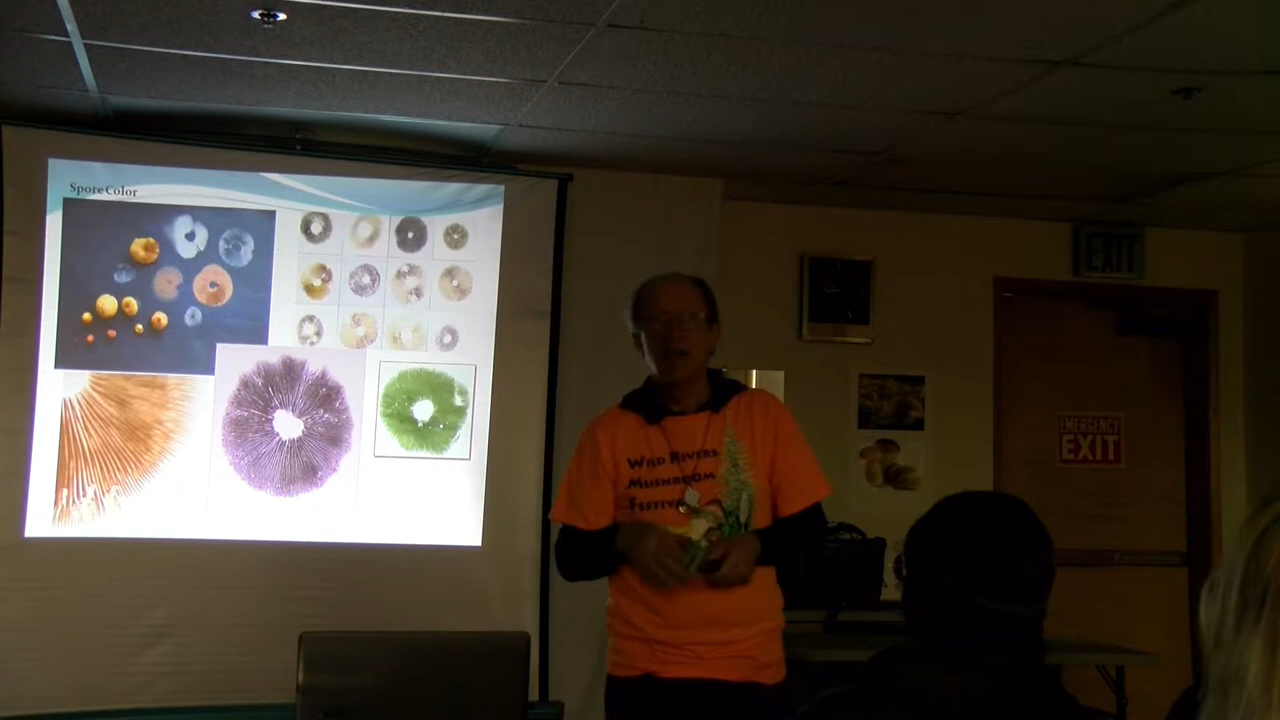 Spore Color
EXIT
EMERGENCY
EXIT
WILD RIVERS
MUSHROOM
FESTIVAL